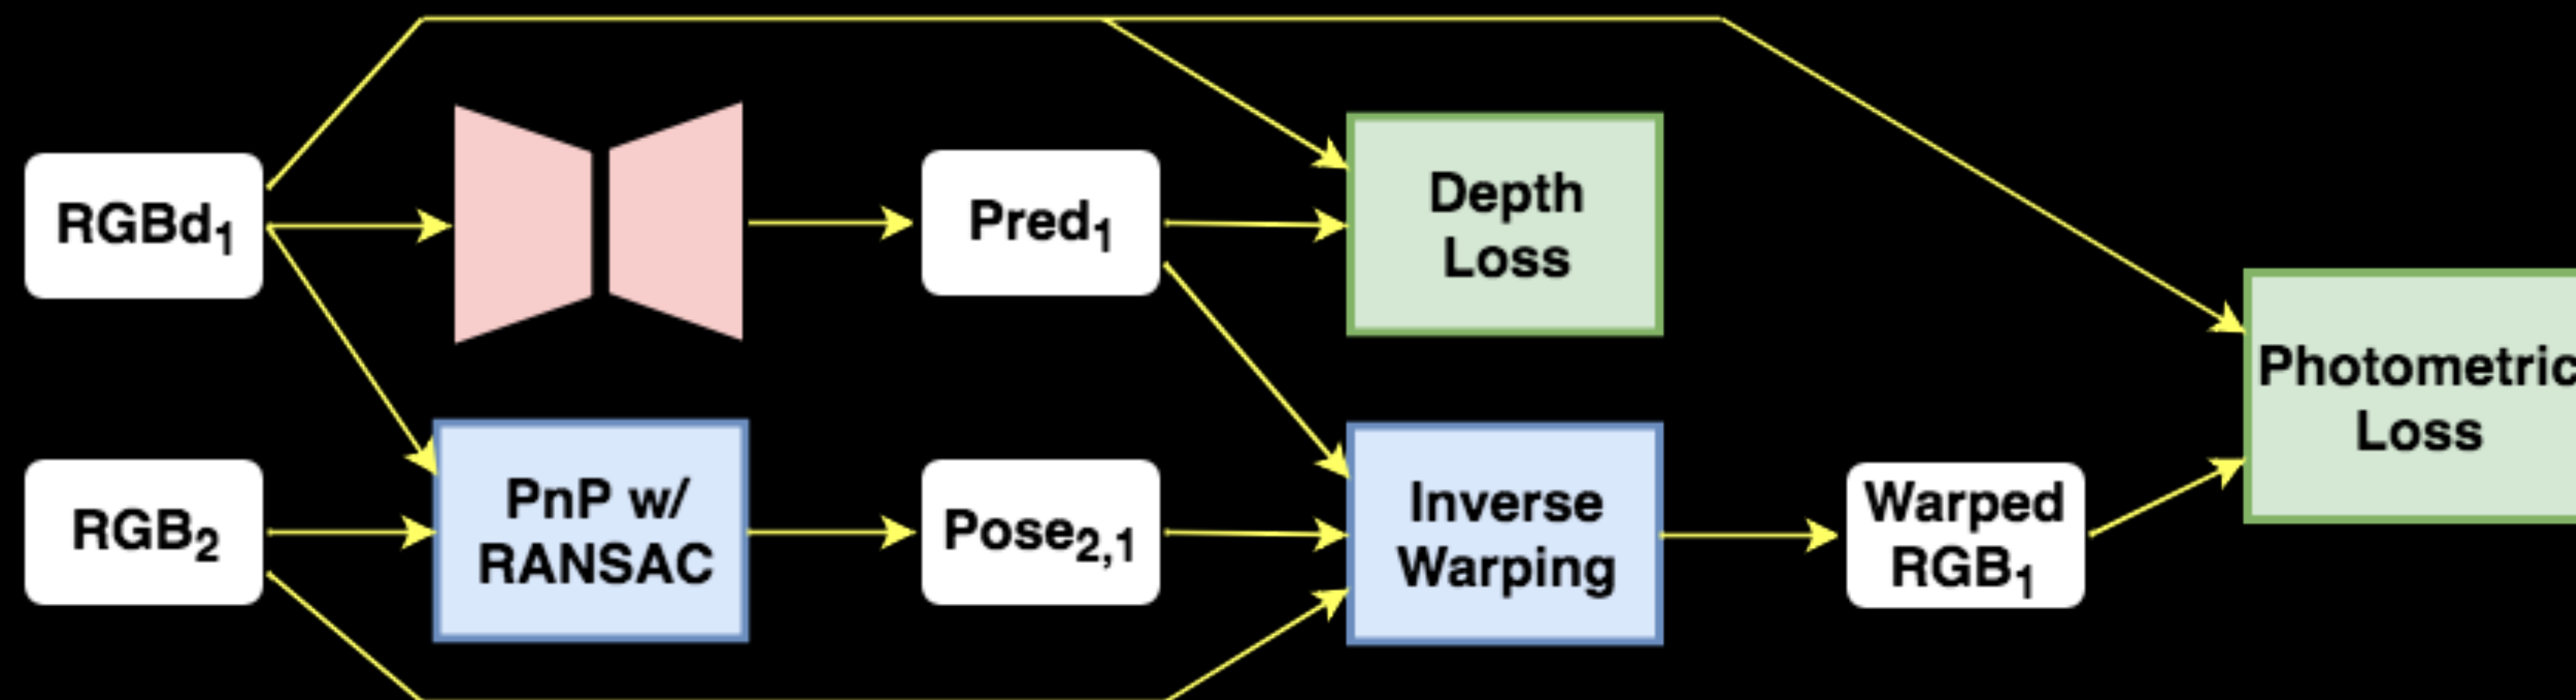 RGBd₁
Pred₁
Depth
Loss
Photometric
Loss
RGB₂
PnP w/
RANSAC
Pose₂,₁
Inverse
Warping
Warped
RGB₁